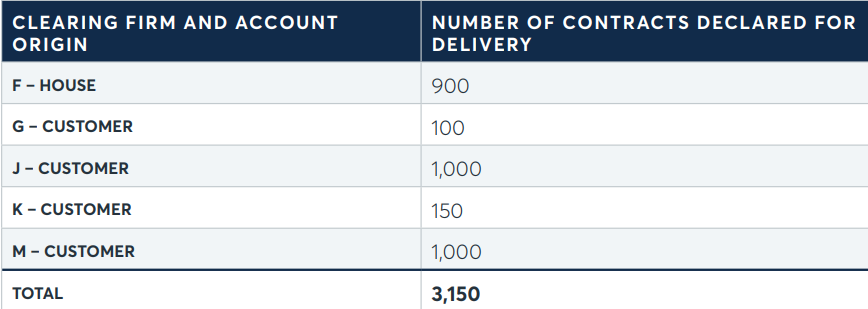 CLEARING FIRM AND ACCOUNT ORIGIN
NUMBER OF CONTRACTS DECLARED FOR DELIVERY
F – HOUSE 900
G – CUSTOMER 100
J – CUSTOMER 1,000
K – CUSTOMER 150
M – CUSTOMER 1,000
TOTAL 3,150